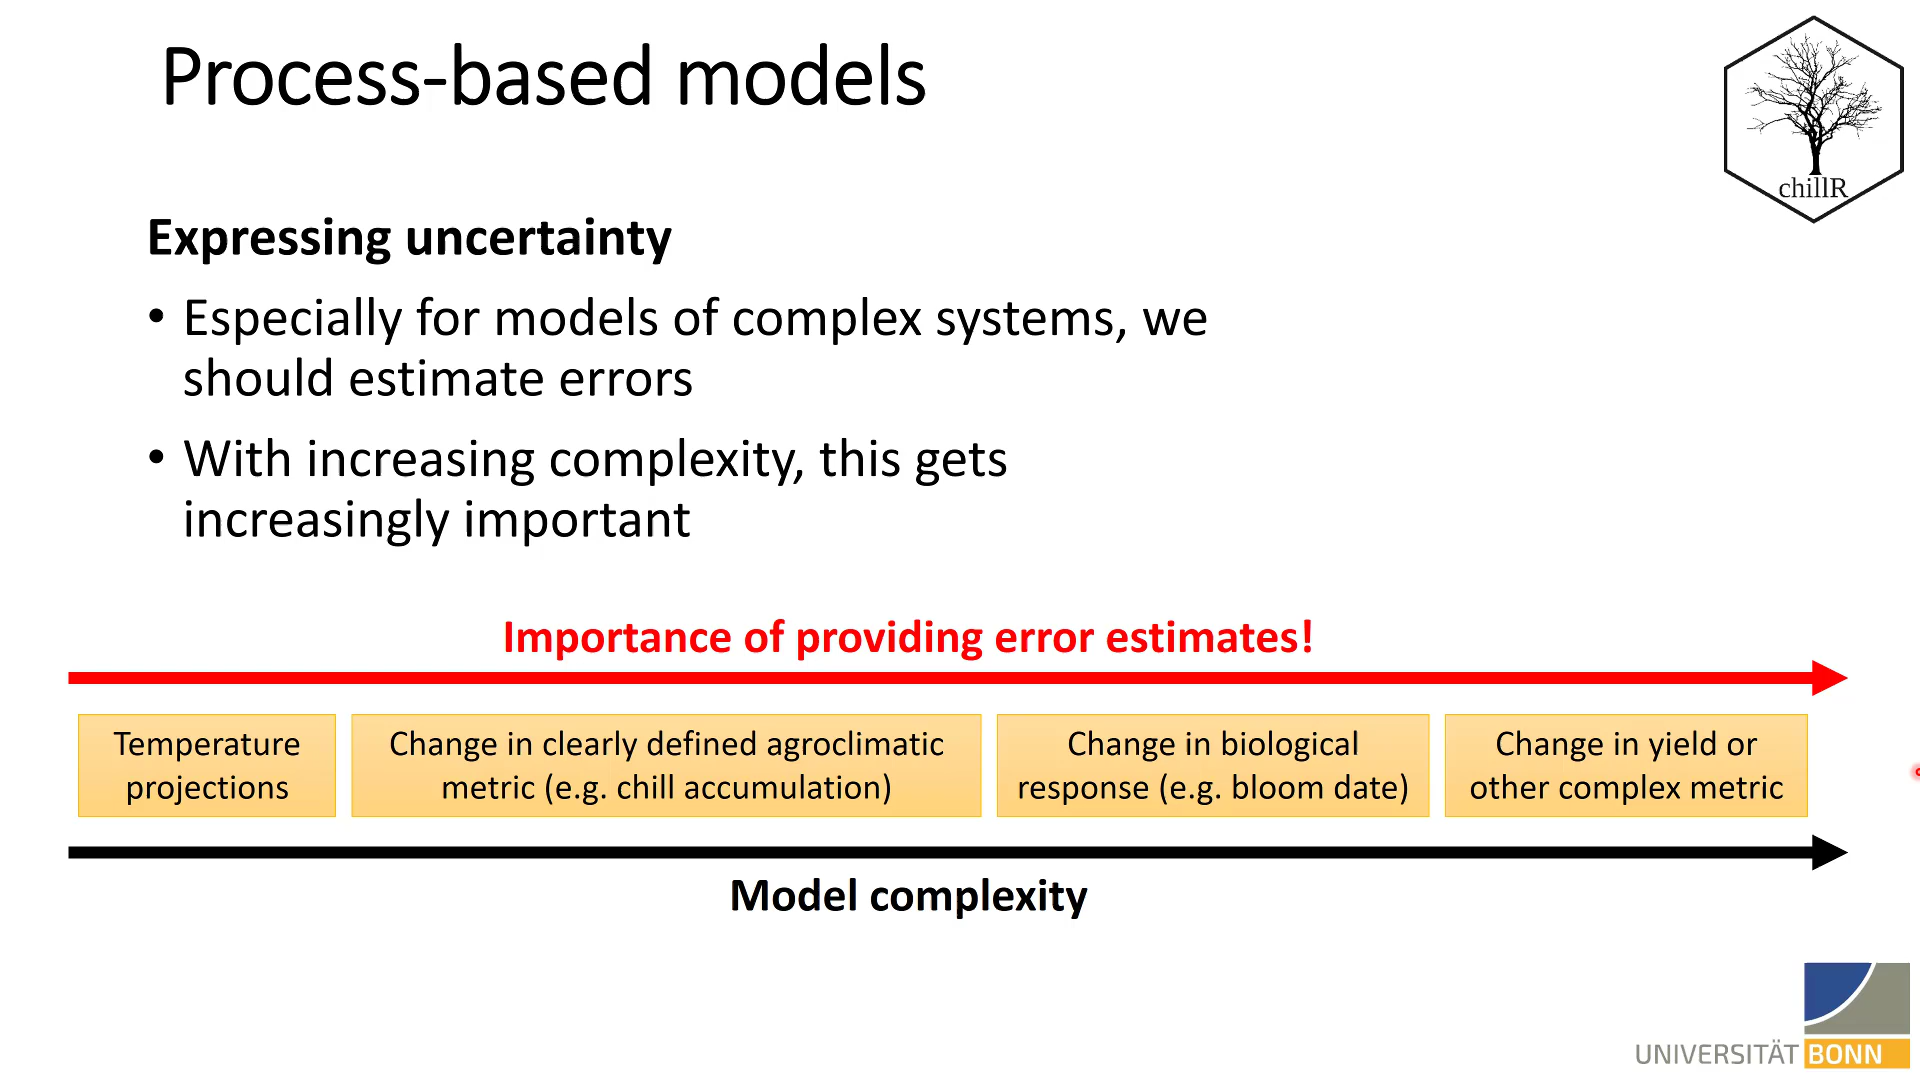 Process-based models
chillR
Expressing uncertainty
• Especially for models of complex systems, we
should estimate errors
• With increasing complexity, this gets
increasingly important
Importance of providing error estimates!
Temperature
projections
Change in clearly defined agroclimatic
metric (e.g. chill accumulation)
Change in biological
response (e.g. bloom date)
Change in yield or
other complex metric
Model complexity
UNIVERSITÄT BONN